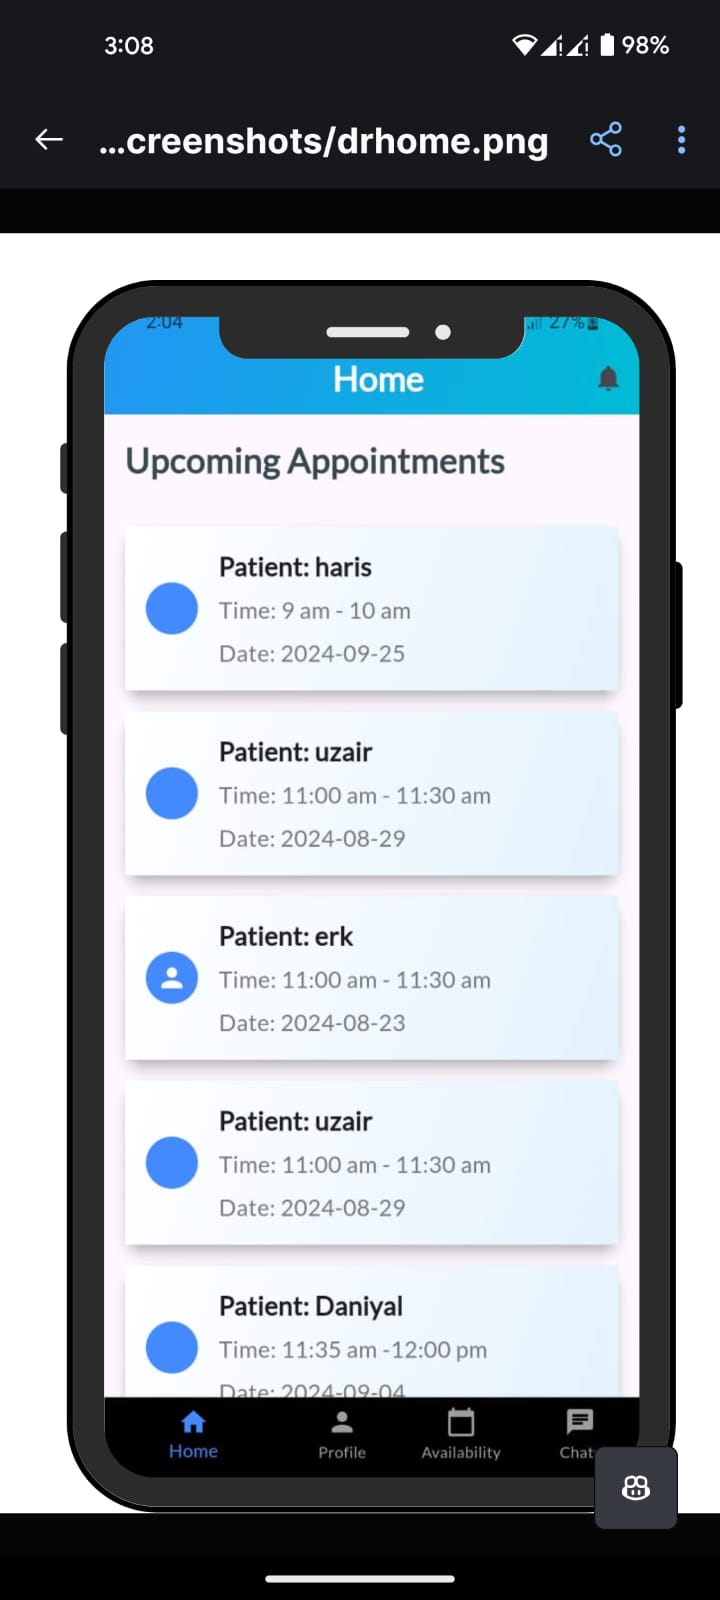 3:08
98%
...creenshots/drhome.png
2:04
27%
Home
Upcoming Appointments
Patient: haris
Time: 9 am - 10 am
Date: 2024-09-25
Patient: uzair
Time: 11:00 am - 11:30 am
Date: 2024-08-29
Patient: erk
Time: 11:00 am - 11:30 am
Date: 2024-08-23
Patient: uzair
Time: 11:00 am - 11:30 am
Date: 2024-08-29
Patient: Daniyal
Time: 11:35 am -12:00 pm
Date: 2024-09-04
Home Profile Availability Chat